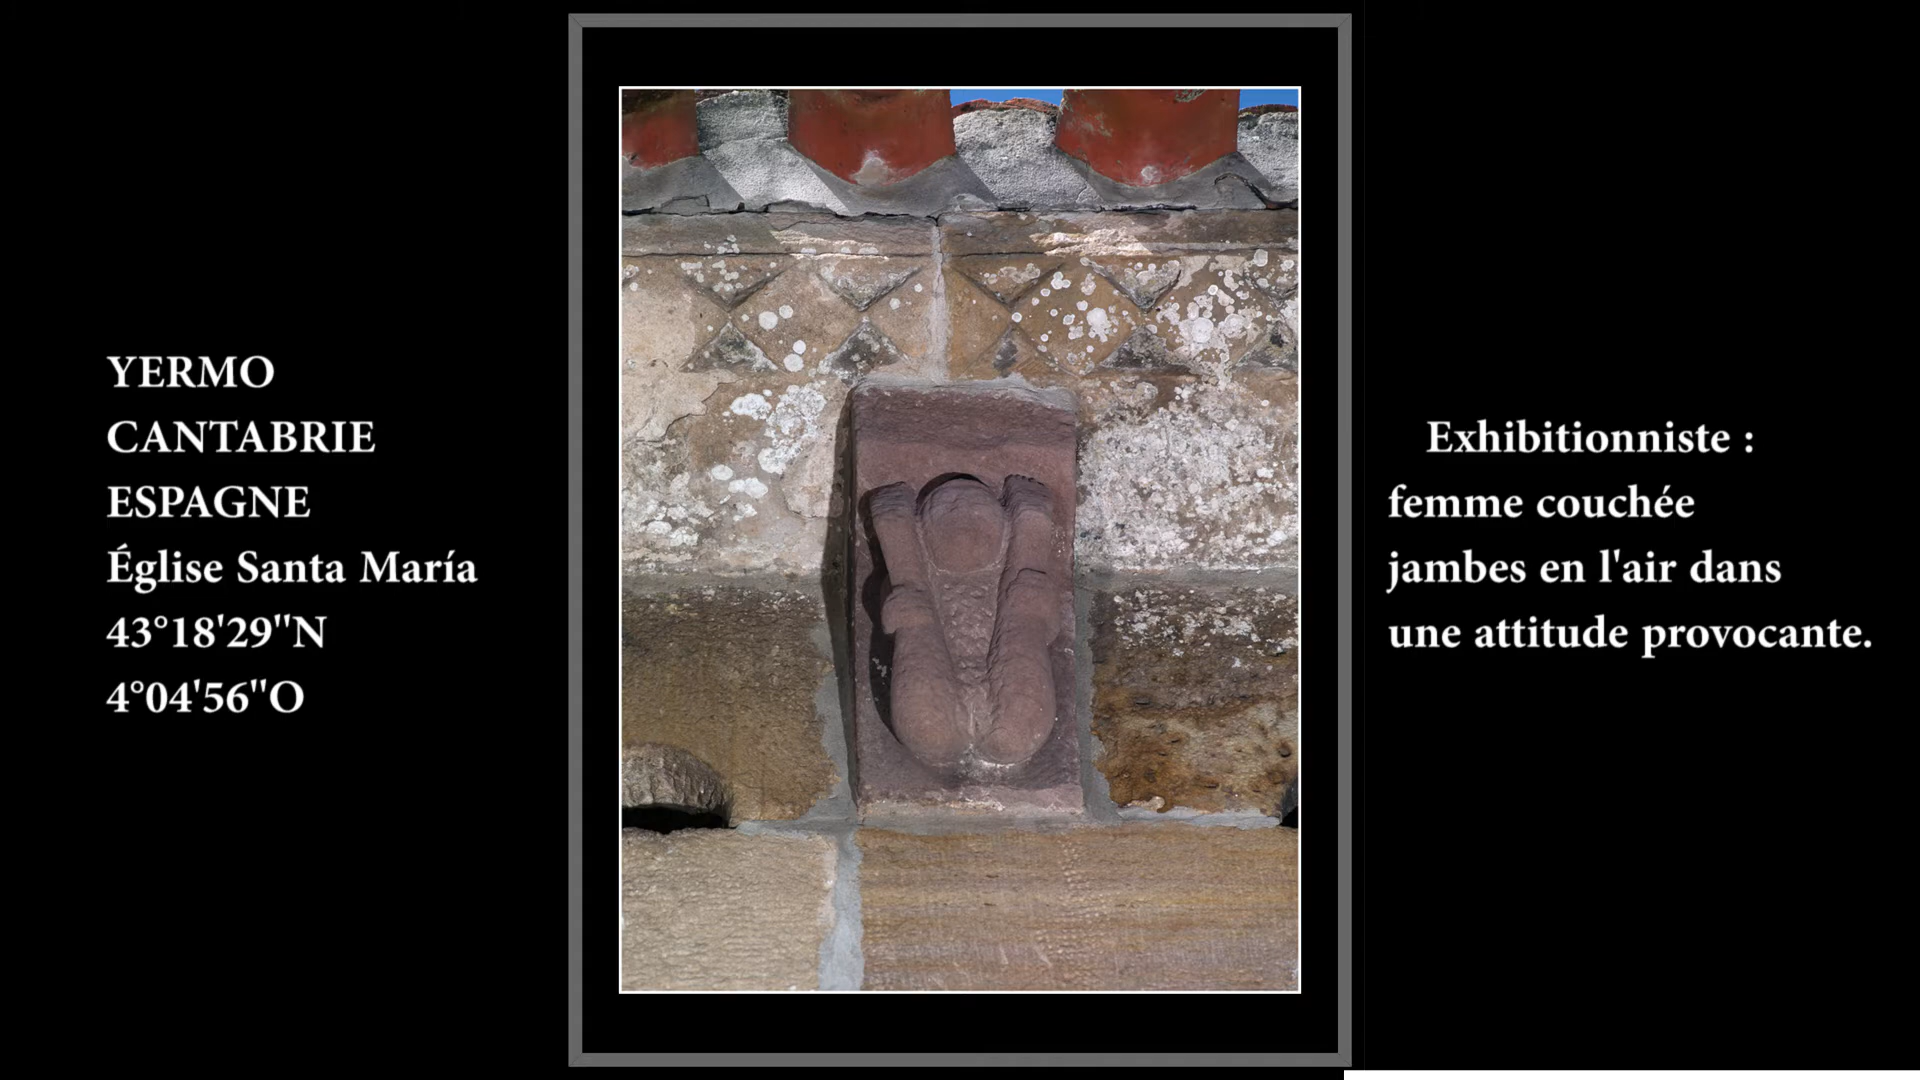 YERMO
CANTABRIE
ESPAGNE
Église Santa María
43°18'29"N
4°04'56"O
Exhibitionniste :
femme couchée
jambes en l'air dans
une attitude provocante.